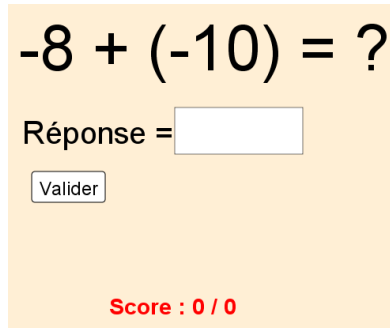 -8 + (-10) = ?
Réponse =
Valider
Score : 0 / 0